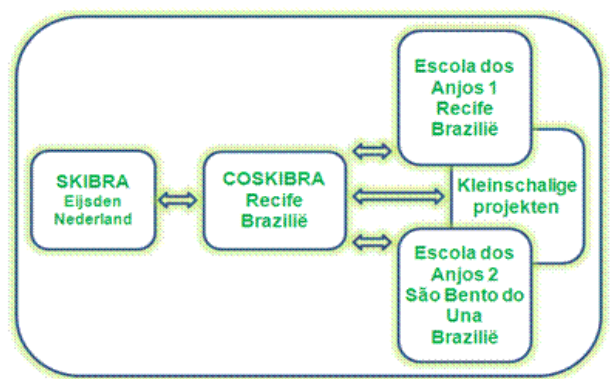 SKIBRA
Eijsden
Nederland
COSKIBRA
Recife
Brazilië
Escola dos
Anjos 1
Recife
Brazilië
Kleinschalige
projekten
Escola dos
Anjos 2
São Bento do
Una
Brazilië